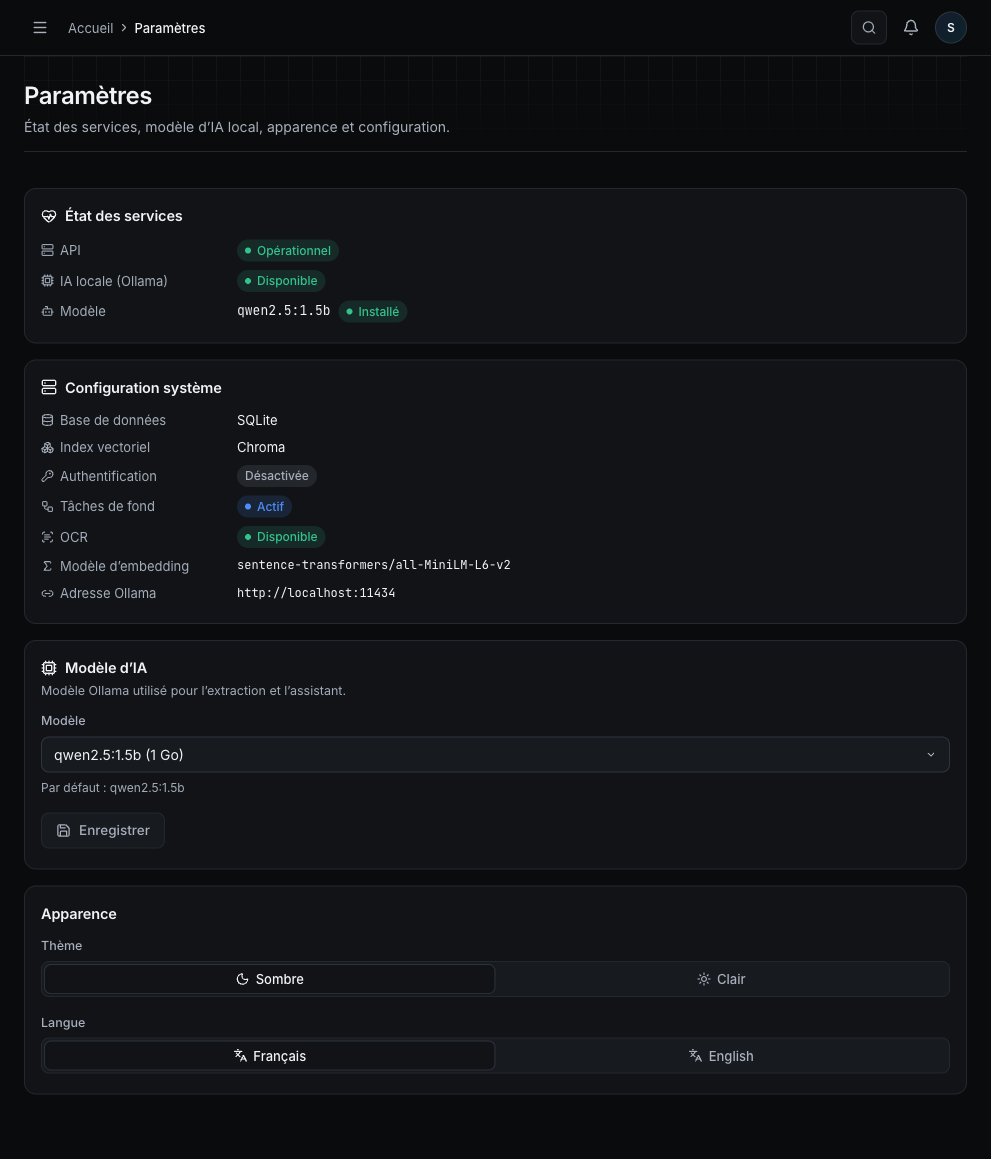 Accueil > Paramètres
S
Paramètres
État des services, modèle d’IA local, apparence et configuration.
État des services
API Opérationnel
IA locale (Ollama) Disponible
Modèle qwen2.5:1.5b Installé
Configuration système
Base de données SQLite
Index vectoriel Chroma
Authentification Désactivée
Tâches de fond Actif
OCR Disponible
Modèle d’embedding sentence-transformers/all-MiniLM-L6-v2
Adresse Ollama http://localhost:11434
Modèle d’IA
Modèle Ollama utilisé pour l’extraction et l’assistant.
Modèle
qwen2.5:1.5b (1 Go)
Par défaut : qwen2.5:1.5b
Enregistrer
Apparence
Thème
Sombre Clair
Langue
Français English